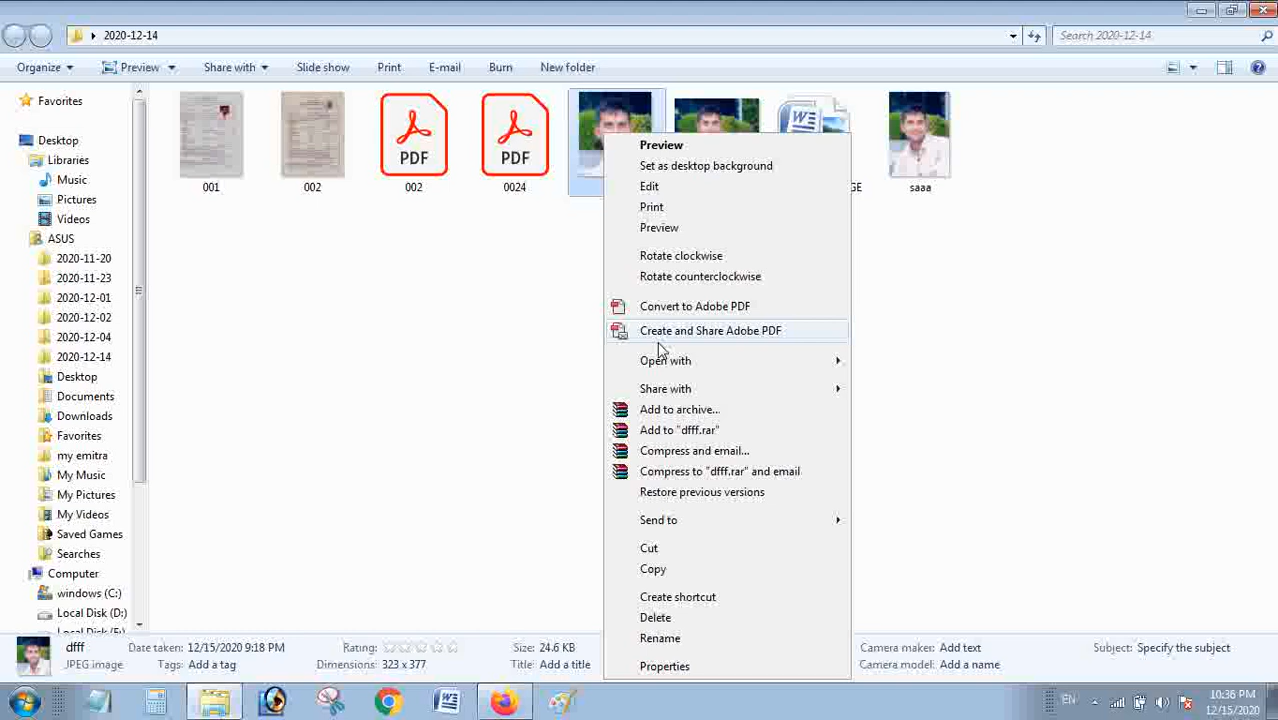 2020-12-14
Search 2020-12-14
Organize Preview Share with Slide show Print E-mail Burn New folder
Favorites
Desktop
Libraries
Music
Pictures
Videos
ASUS
2020-11-20
2020-11-23
2020-12-01
2020-12-02
2020-12-04
2020-12-14
Desktop
Documents
Downloads
Favorites
my emitra
My Music
My Pictures
My Videos
Saved Games
Searches
Computer
windows (C:)
Local Disk (D:)
PDF PDF
001 002 002 0024 GE saaa
Preview
Set as desktop background
Edit
Print
Preview
Rotate clockwise
Rotate counterclockwise
Convert to Adobe PDF
Create and Share Adobe PDF
Open with
Share with
Add to archive...
Add to "dfff.rar"
Compress and email...
Compress to "dfff.rar" and email
Restore previous versions
Send to
Cut
Copy
Create shortcut
Delete
Rename
Properties
dfff Date taken: 12/15/2020 9:18 PM Rating: Size: 24.6 KB Camera maker: Add text Subject: Specify the subject
JPEG image Tags: Add a tag Dimensions: 323 x 377 Title: Add a title Camera model: Add a name
EN
10:36 PM
12/15/2020